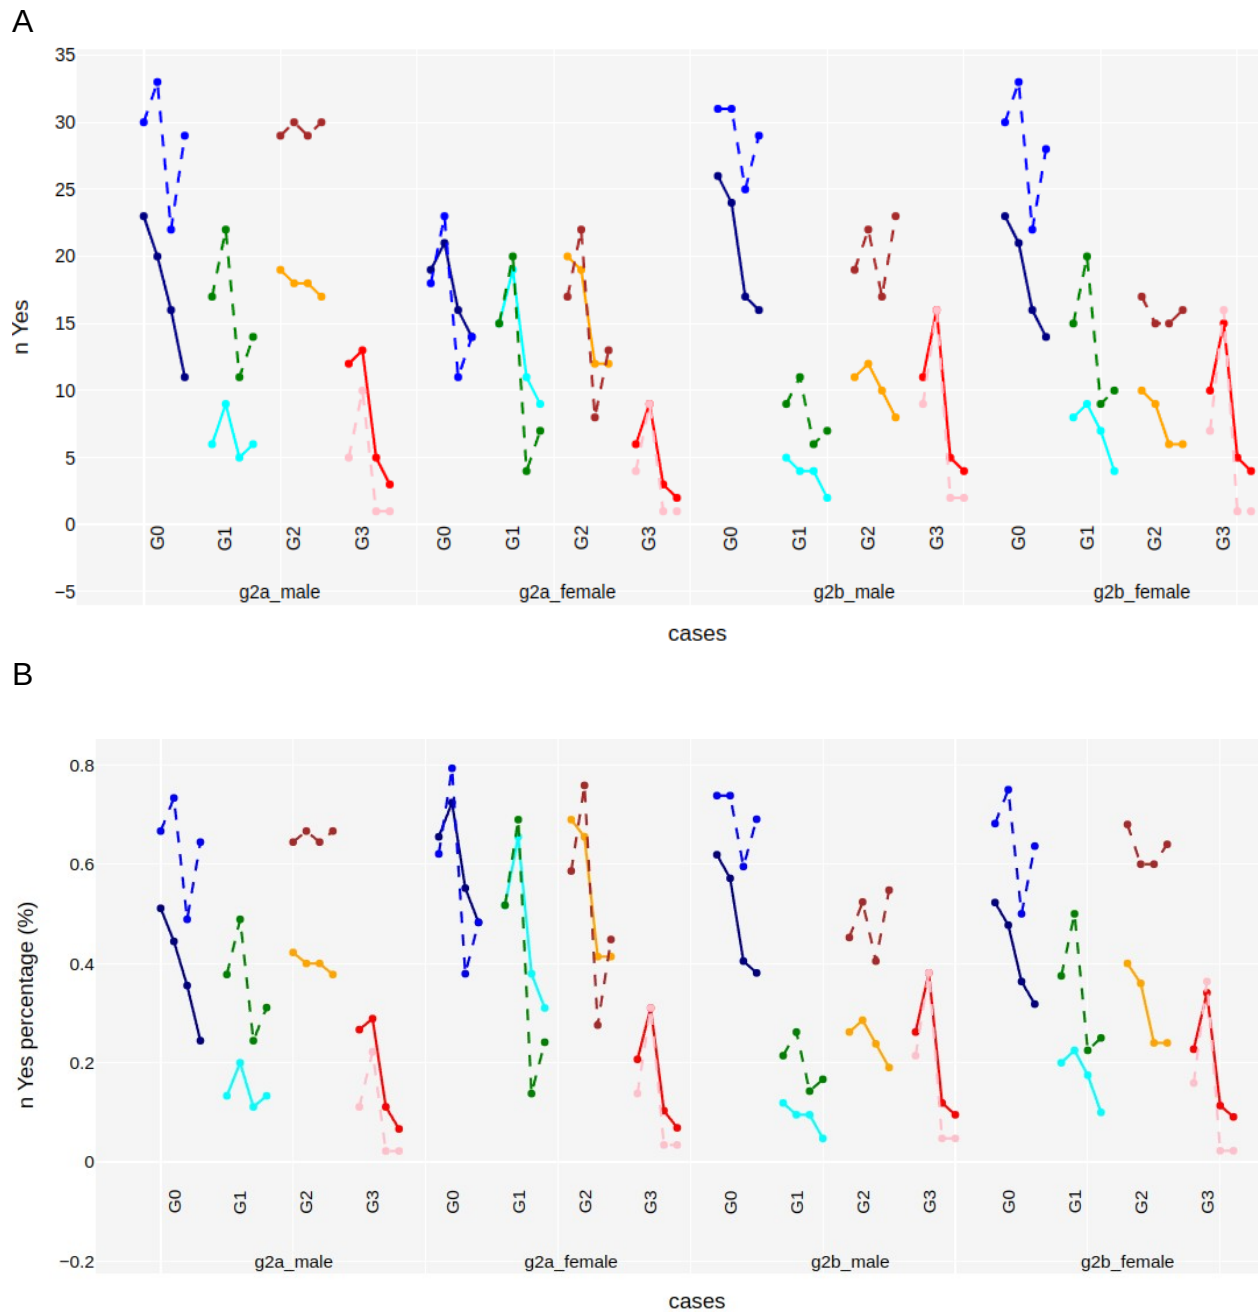 A
35
30
25
20
15
10
5
0
−5
n Yes
G0 G1 G2 G3 G0 G1 G2 G3 G0 G1 G2 G3 G0 G1 G2 G3
g2a_male g2a_female g2b_male g2b_female
cases
B
0.8
0.6
0.4
0.2
0
−0.2
n Yes percentage (%)
G0 G1 G2 G3 G0 G1 G2 G3 G0 G1 G2 G3 G0 G1 G2 G3
g2a_male g2a_female g2b_male g2b_female
cases